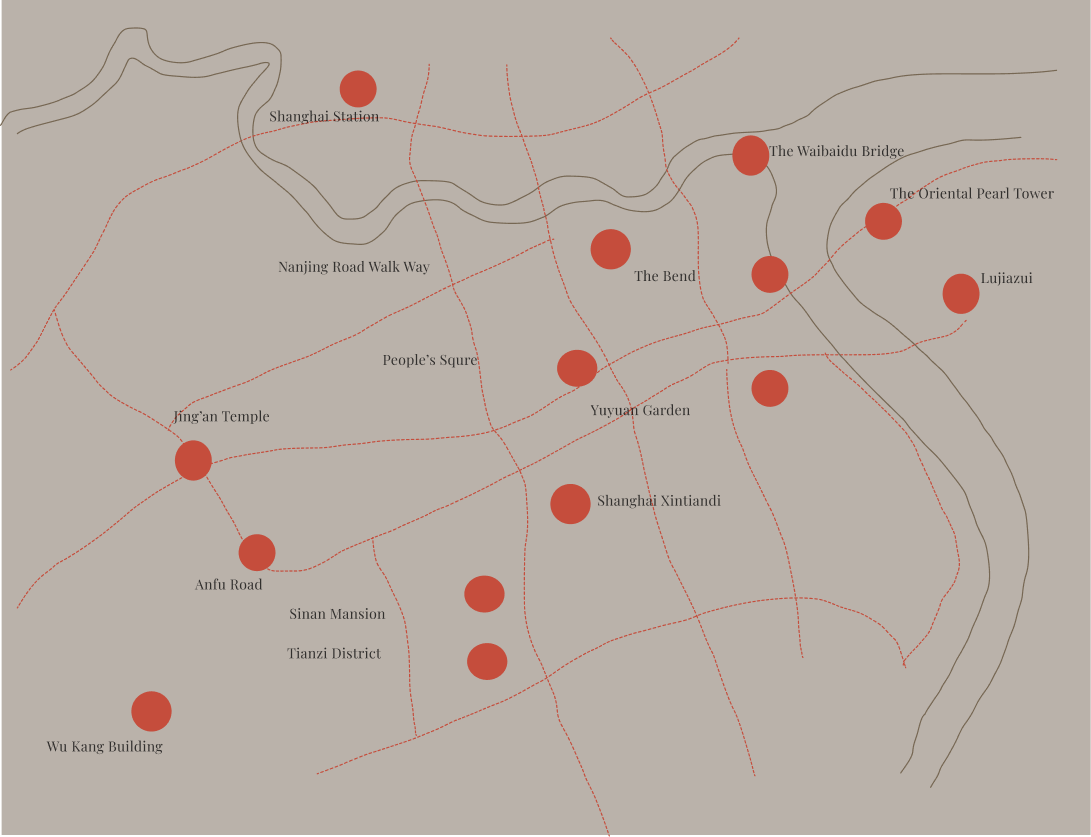 Shanghai Station
The Waibaidu Bridge
The Oriental Pearl Tower
Nanjing Road Walk Way
The Bend
Lujiazui
People's Squre
Yuyuan Garden
Jing'an Temple
Shanghai Xintiandi
Anfu Road
Sinan Mansion
Tianzi District
Wu Kang Building